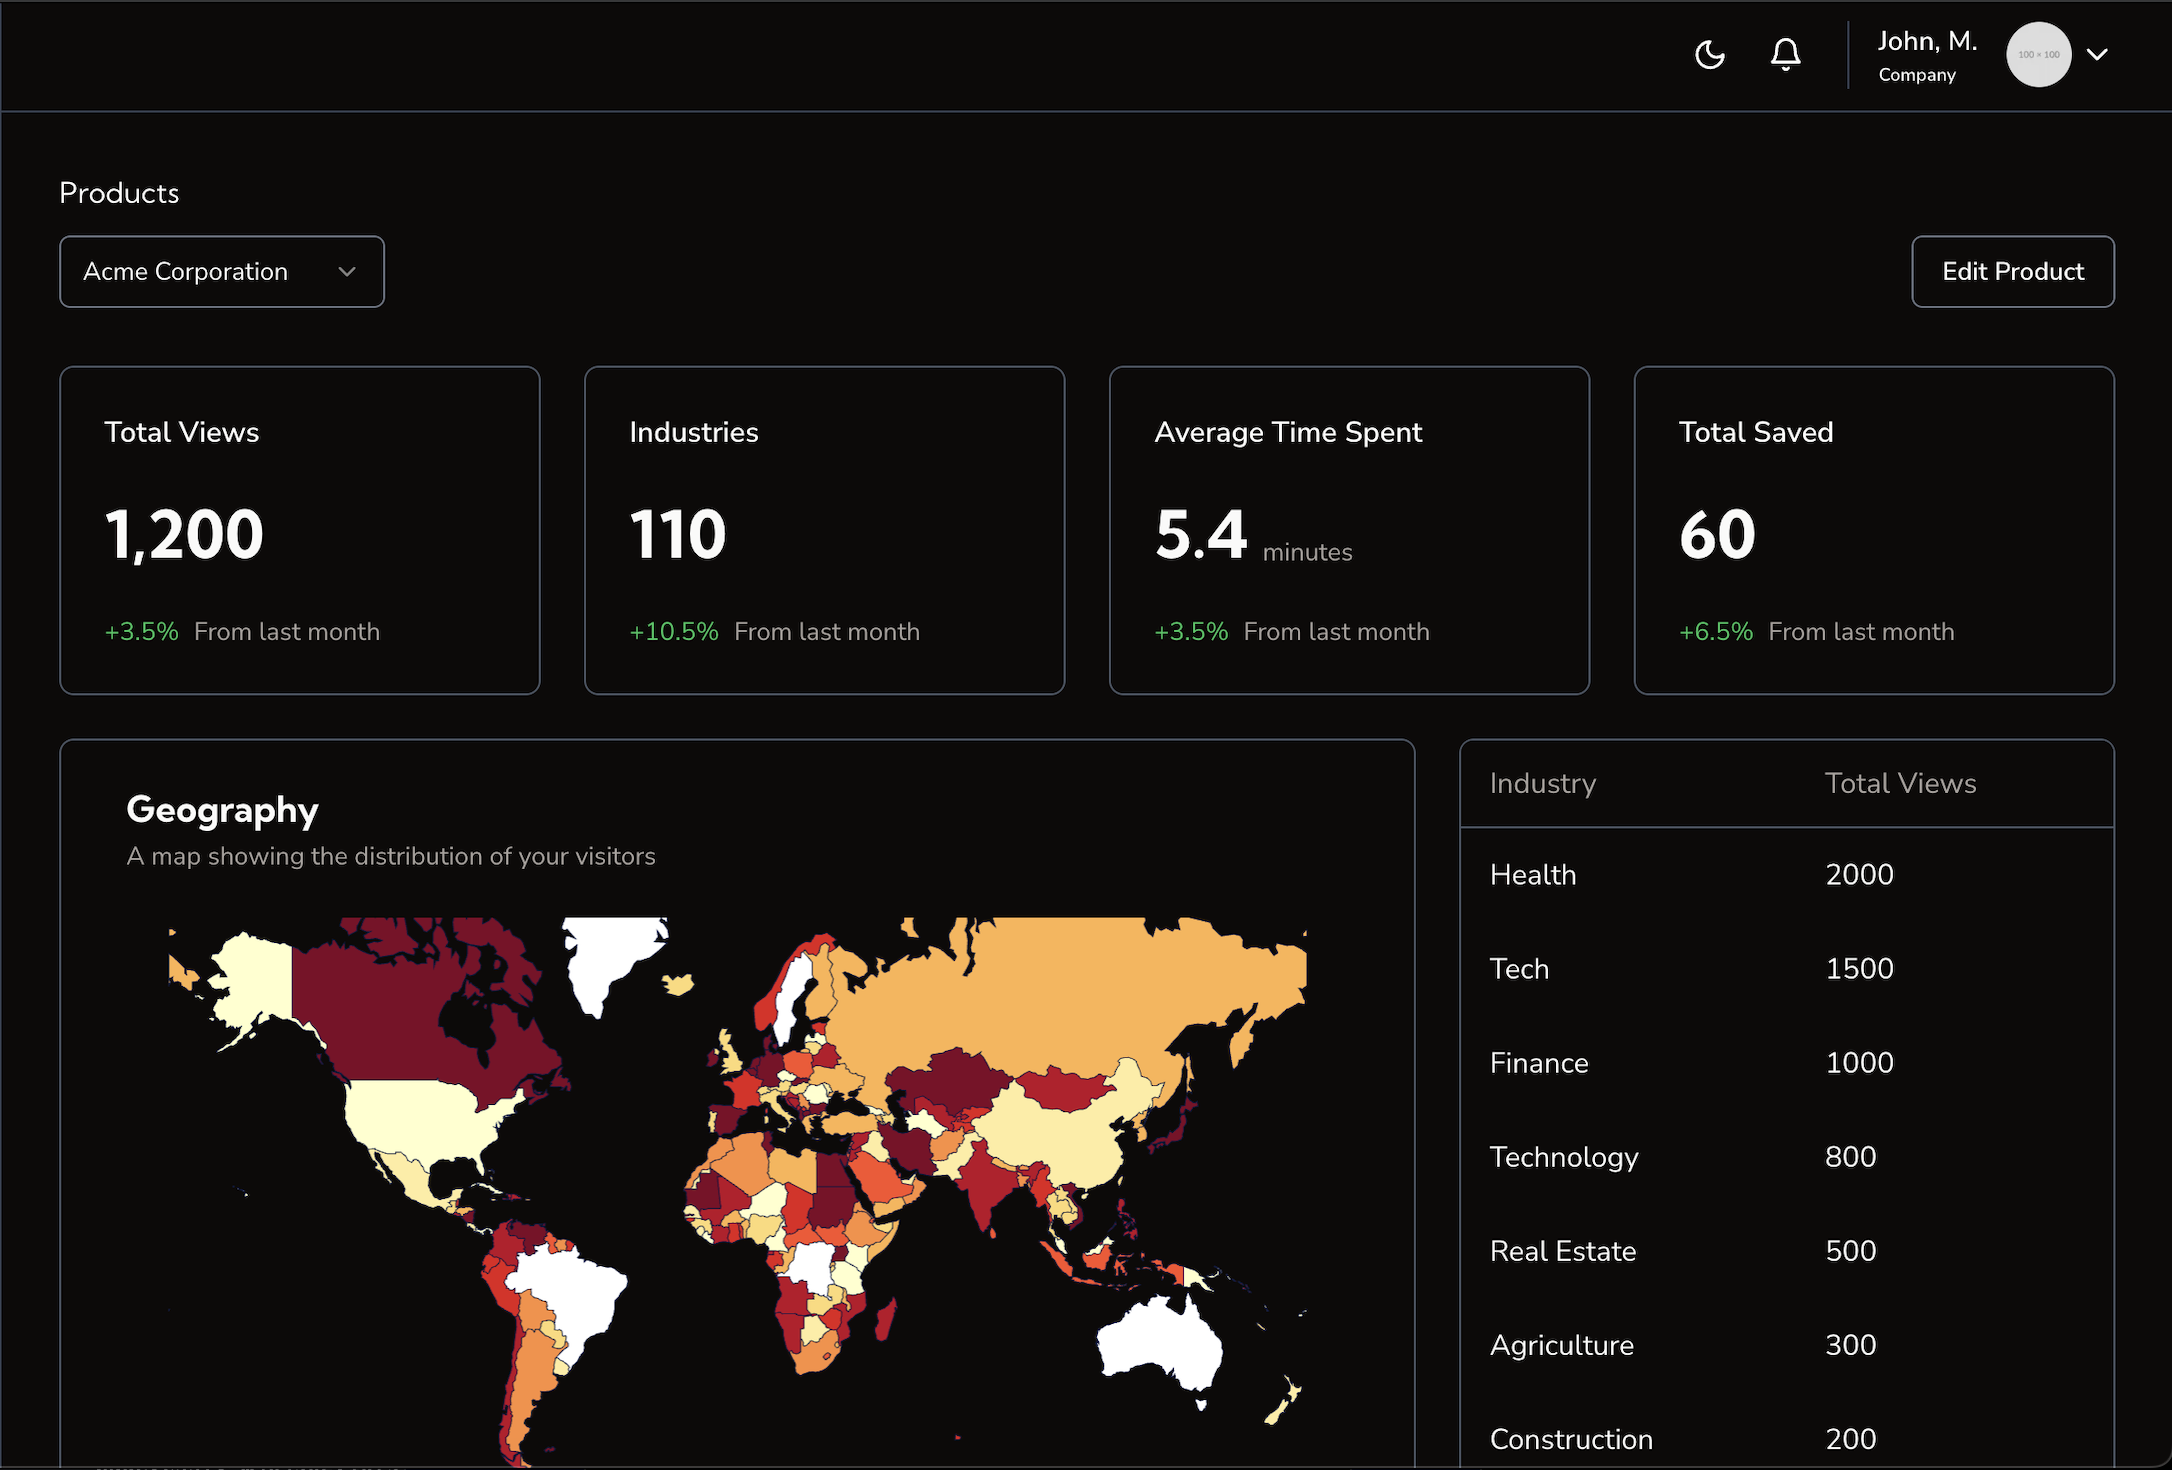 John, M.
Company
100 × 100
Products
Acme Corporation
Edit Product
Total Views
1,200
+3.5% From last month
Industries
110
+10.5% From last month
Average Time Spent
5.4 minutes
+3.5% From last month
Total Saved
60
+6.5% From last month
Geography
A map showing the distribution of your visitors
Industry Total Views
Health 2000
Tech 1500
Finance 1000
Technology 800
Real Estate 500
Agriculture 300
Construction 200